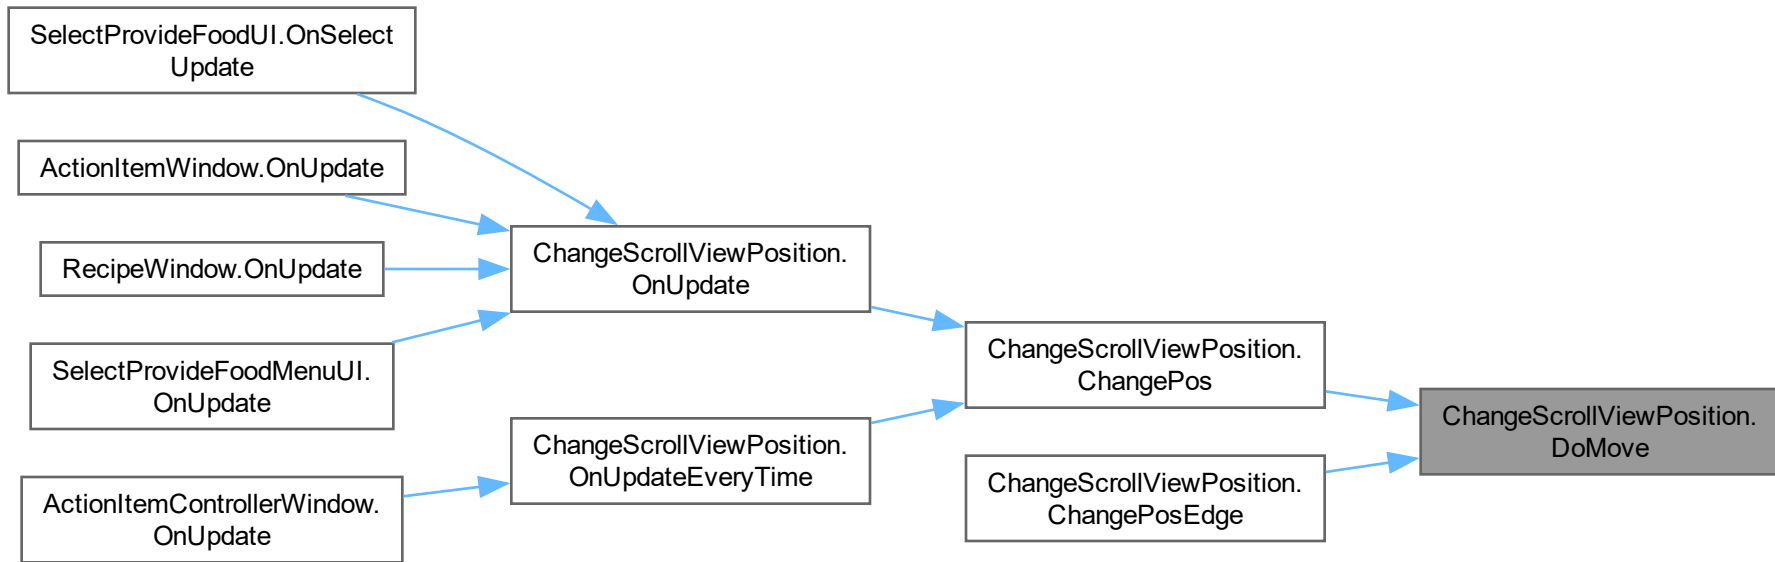 SelectProvideFoodUI.OnSelect
Update
ActionItemWindow.OnUpdate
RecipeWindow.OnUpdate
SelectProvideFoodMenuUI.
OnUpdate
ActionItemControllerWindow.
OnUpdate
ChangeScrollViewPosition.
OnUpdate
ChangeScrollViewPosition.
OnUpdateEveryTime
ChangeScrollViewPosition.
ChangePos
ChangeScrollViewPosition.
ChangePosEdge
ChangeScrollViewPosition.
DoMove